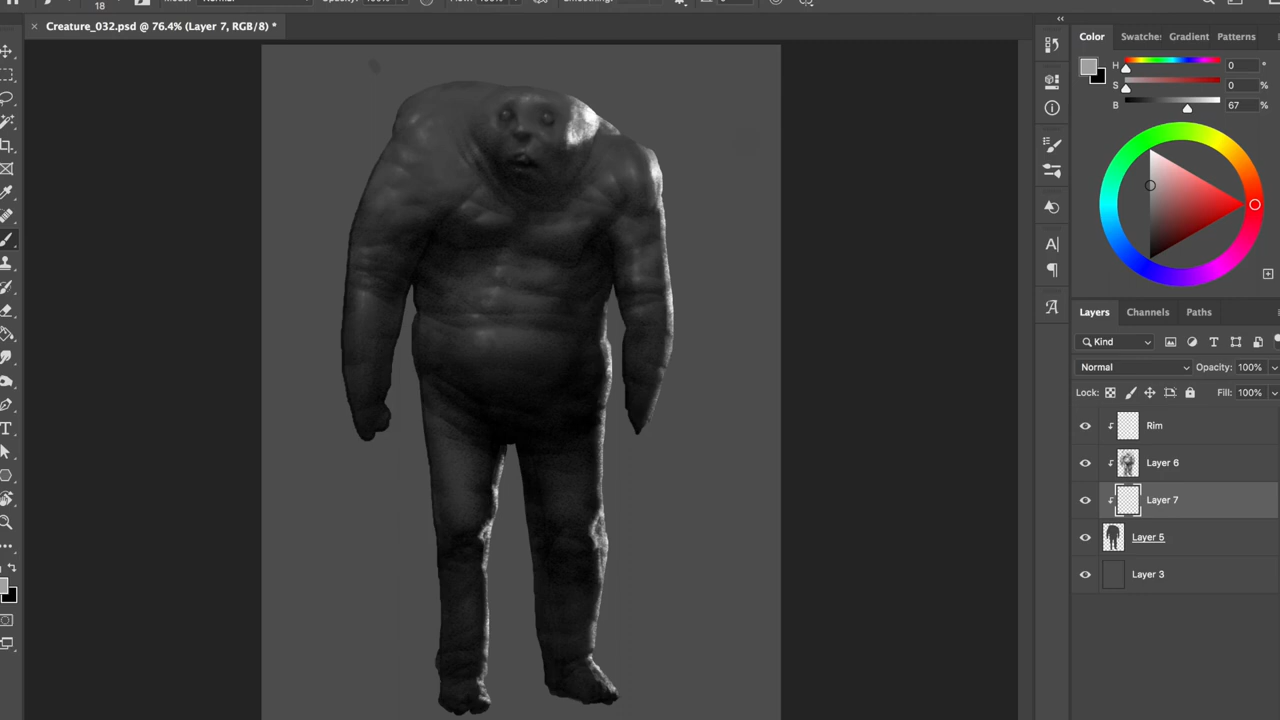 18
Creature_032.psd @ 76.4% (Layer 7, RGB/8) *
Color Swatche: Gradient Patterns
H 0 °
S 0 %
B 67 %
Layers Channels Paths
Kind
Normal Opacity: 100%
Lock: Fill: 100%
Rim
Layer 6
Layer 7
Layer 5
Layer 3